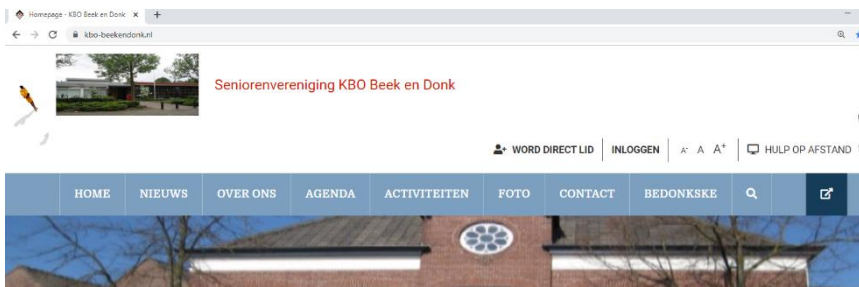 Homepage - KBO Beek en Donk
kbo-beekendonk.nl
Seniorenvereniging KBO Beek en Donk
WORD DIRECT LID INLOGGEN A- A A+ HULP OP AFSTAND
HOME NIEUWS OVER ONS AGENDA ACTIVITEITEN FOTO CONTACT BEDONKSKE